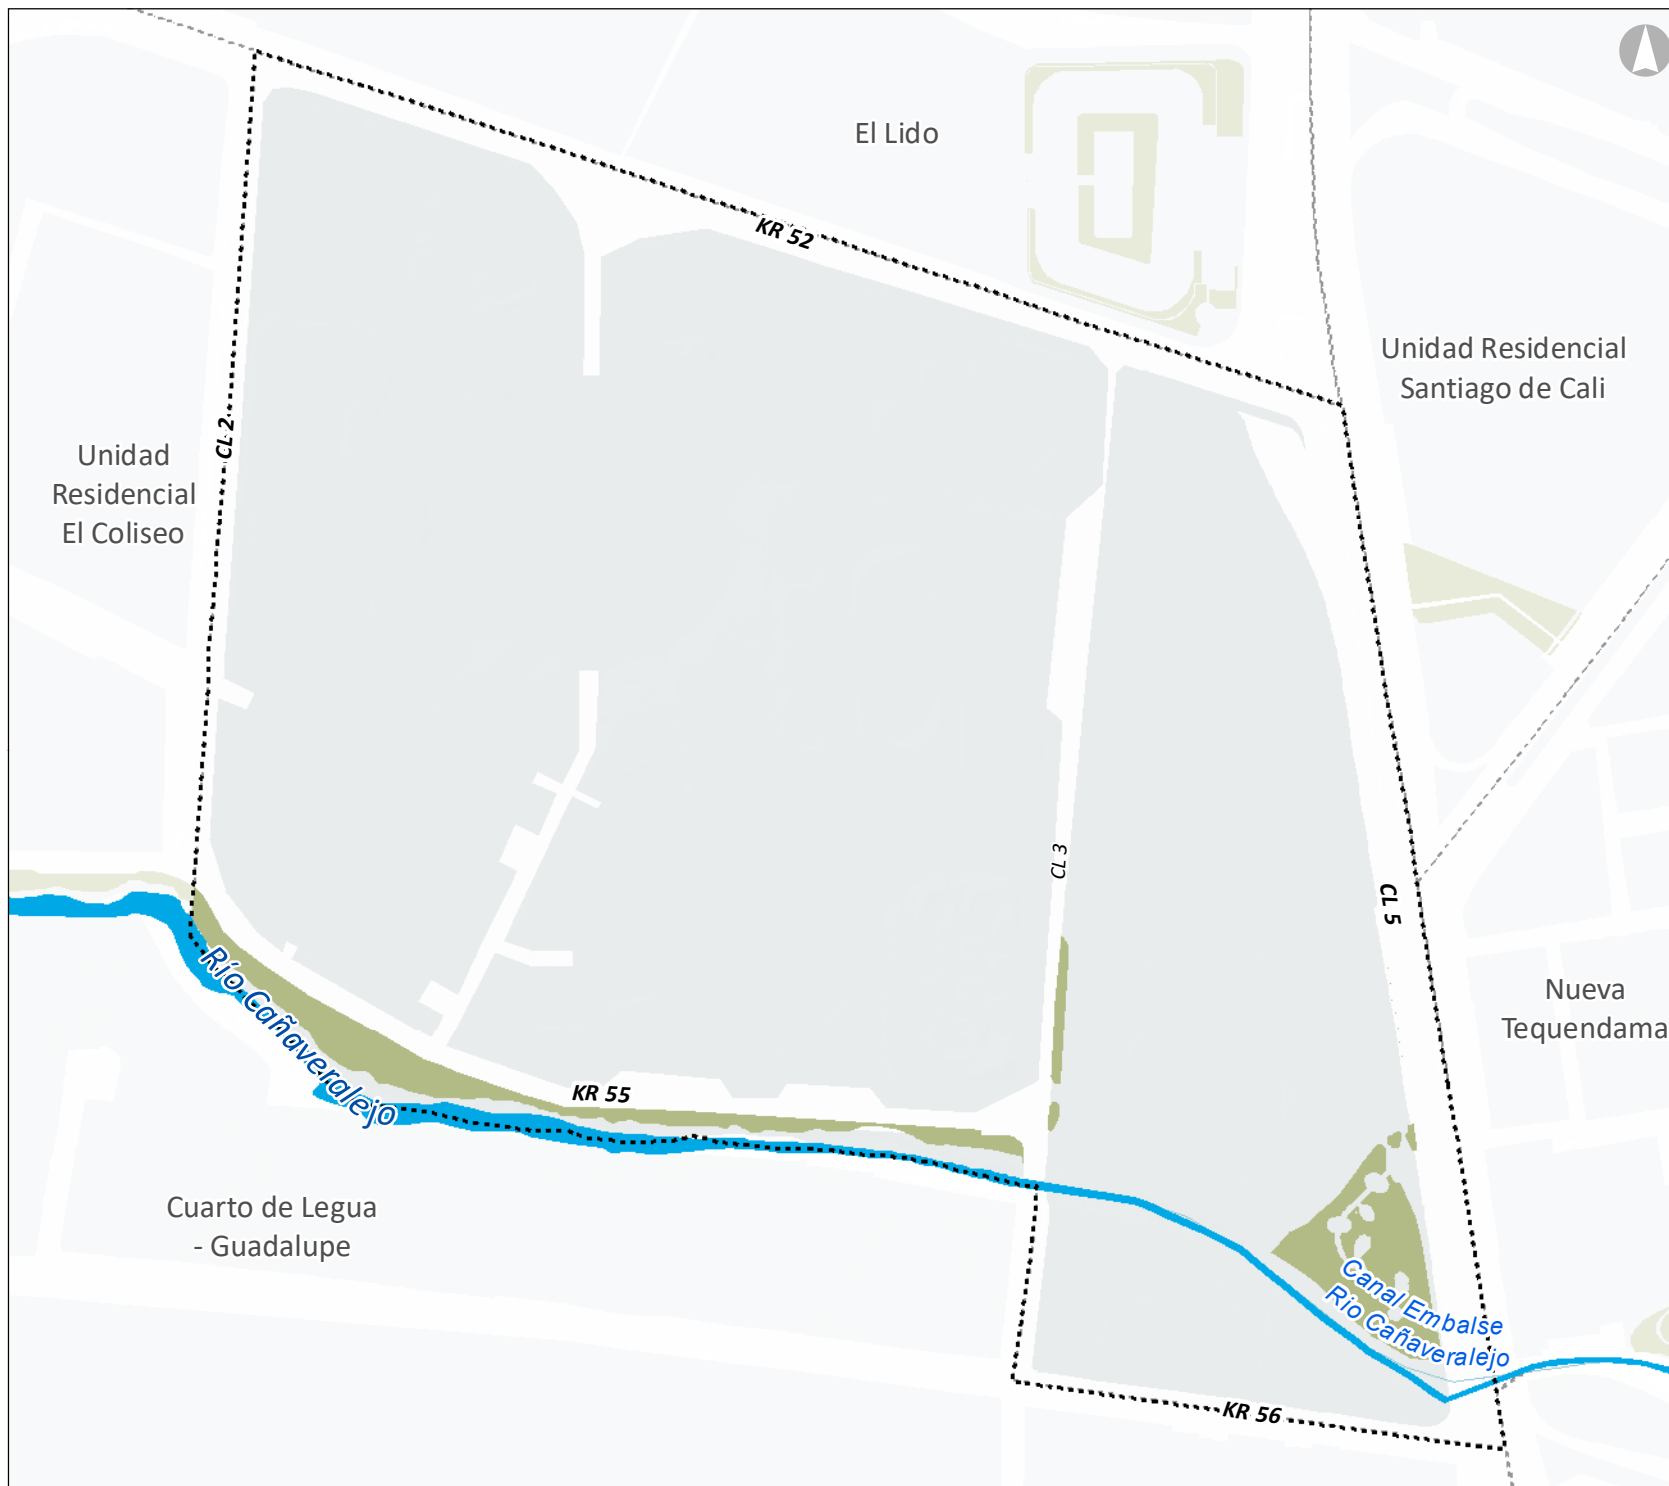 El Lido
KR 52
Unidad Residencial
Santiago de Cali
CL 2
Unidad
Residencial
El Coliseo
CL 3
CL 5
Río Cañaveralejo
Nueva
Tequendama
KR 55
Cuarto de Legua
- Guadalupe
Canal Embalse
Rio Cañaveralejo
KR 56